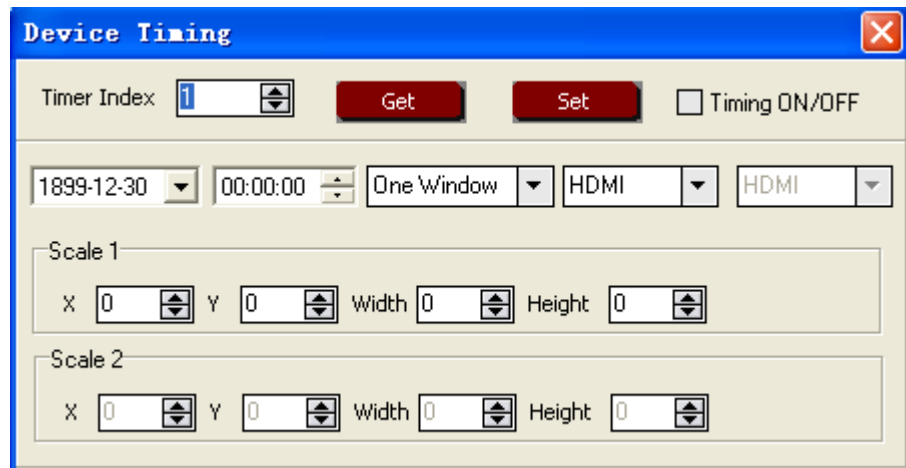 Device Timing
Timer Index 1 Get Set Timing ON/OFF
1899-12-30 00:00:00 One Window HDMI HDMI
Scale 1
X 0 Y 0 Width 0 Height 0
Scale 2
X 0 Y 0 Width 0 Height 0